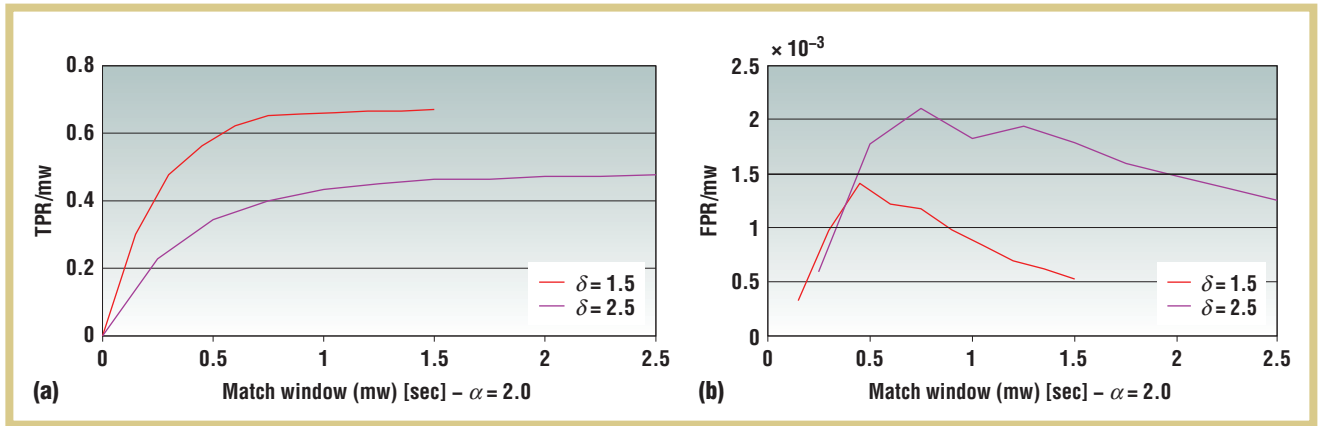 0.8
0.6
0.4
0.2
0
TPR/mw
0 0.5 1 1.5 2 2.5
δ = 1.5
δ = 2.5
(a) Match window (mw) [sec] – α = 2.0
× 10⁻³
2.5
2
1.5
1
0.5
0
FPR/mw
0 0.5 1 1.5 2 2.5
δ = 1.5
δ = 2.5
(b) Match window (mw) [sec] – α = 2.0